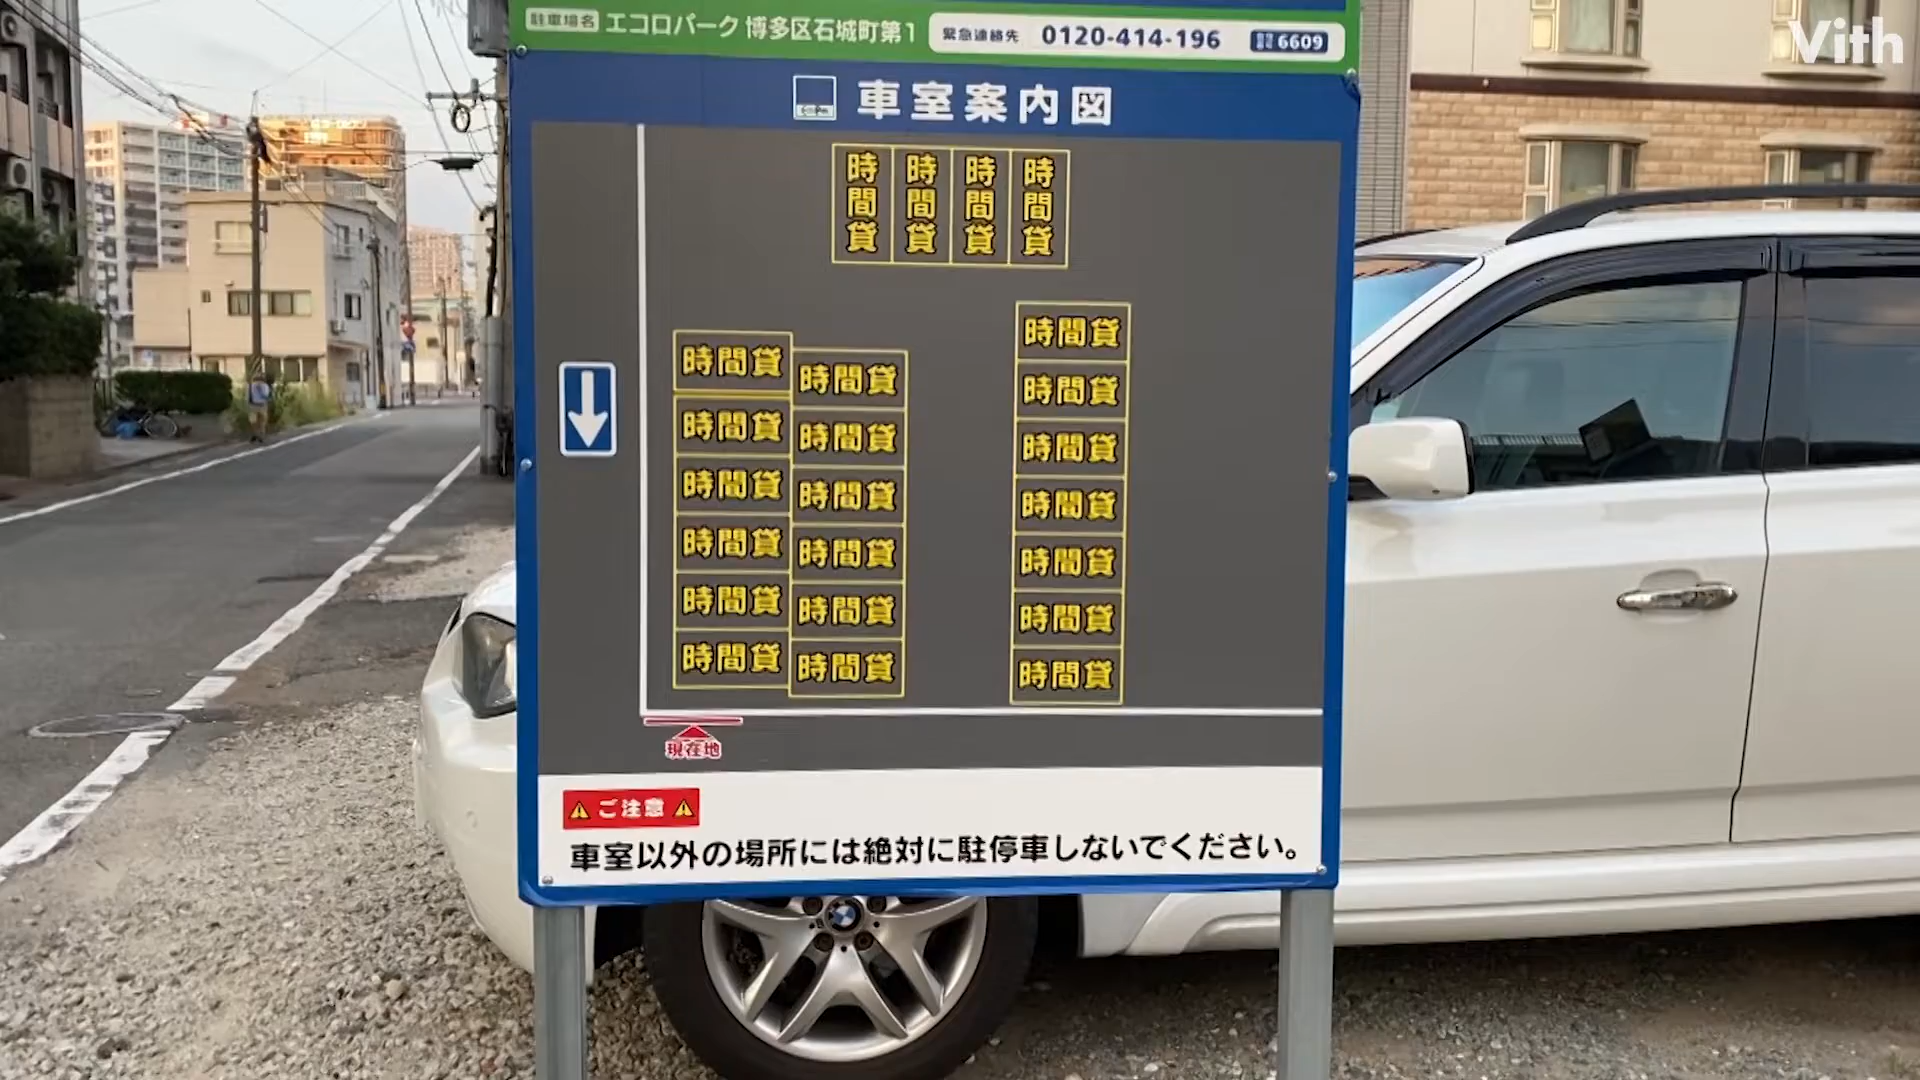 駐車場名 エコロパーク 博多区石城町第1 緊急連絡先 0120-414-196 6609
Vith
車室案内図
時間貸 時間貸 時間貸 時間貸
時間貸
時間貸 時間貸
時間貸
時間貸 時間貸
時間貸
時間貸 時間貸
時間貸
時間貸 時間貸
時間貸
時間貸 時間貸
時間貸
時間貸 時間貸
時間貸
現在地
ご注意
車室以外の場所には絶対に駐停車しないでください。